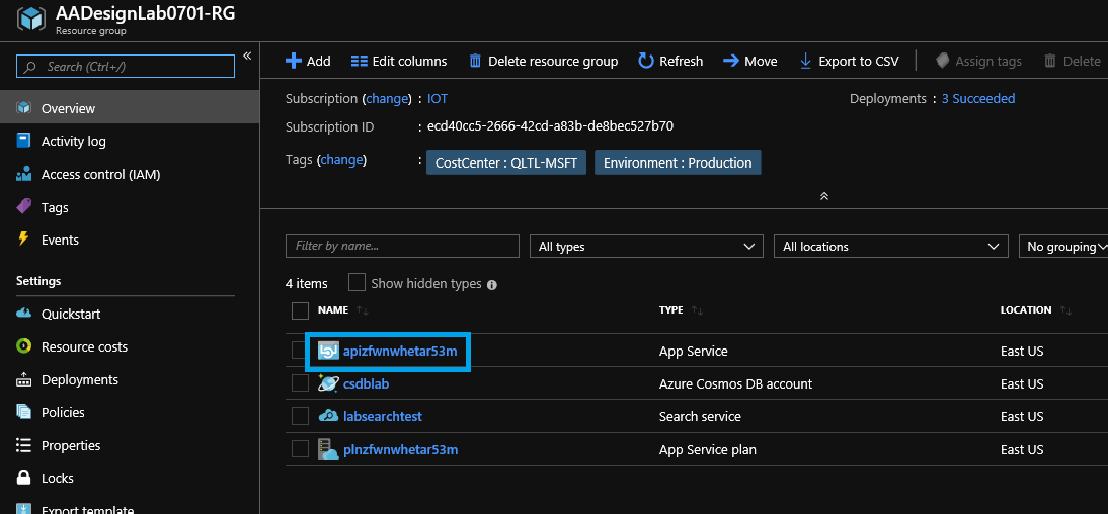 AADesignLab0701-RG
Resource group
Search (Ctrl+/)
«
Overview
Activity log
Access control (IAM)
Tags
Events
Settings
Quickstart
Resource costs
Deployments
Policies
Properties
Locks
Export template
Add Edit columns Delete resource group Refresh Move Export to CSV Assign tags Delete
Subscription (change) : IOT Deployments : 3 Succeeded
Subscription ID : ecd40cc5-2666-42cd-a83b-de8bec527b70
Tags (change) : CostCenter : QLTL-MSFT Environment : Production
Filter by name... All types All locations No grouping
4 items Show hidden types
NAME TYPE LOCATION
apizfwnwhetar53m App Service East US
csdblab Azure Cosmos DB account East US
labsearchtest Search service East US
plnzfwnwhetar53m App Service plan East US